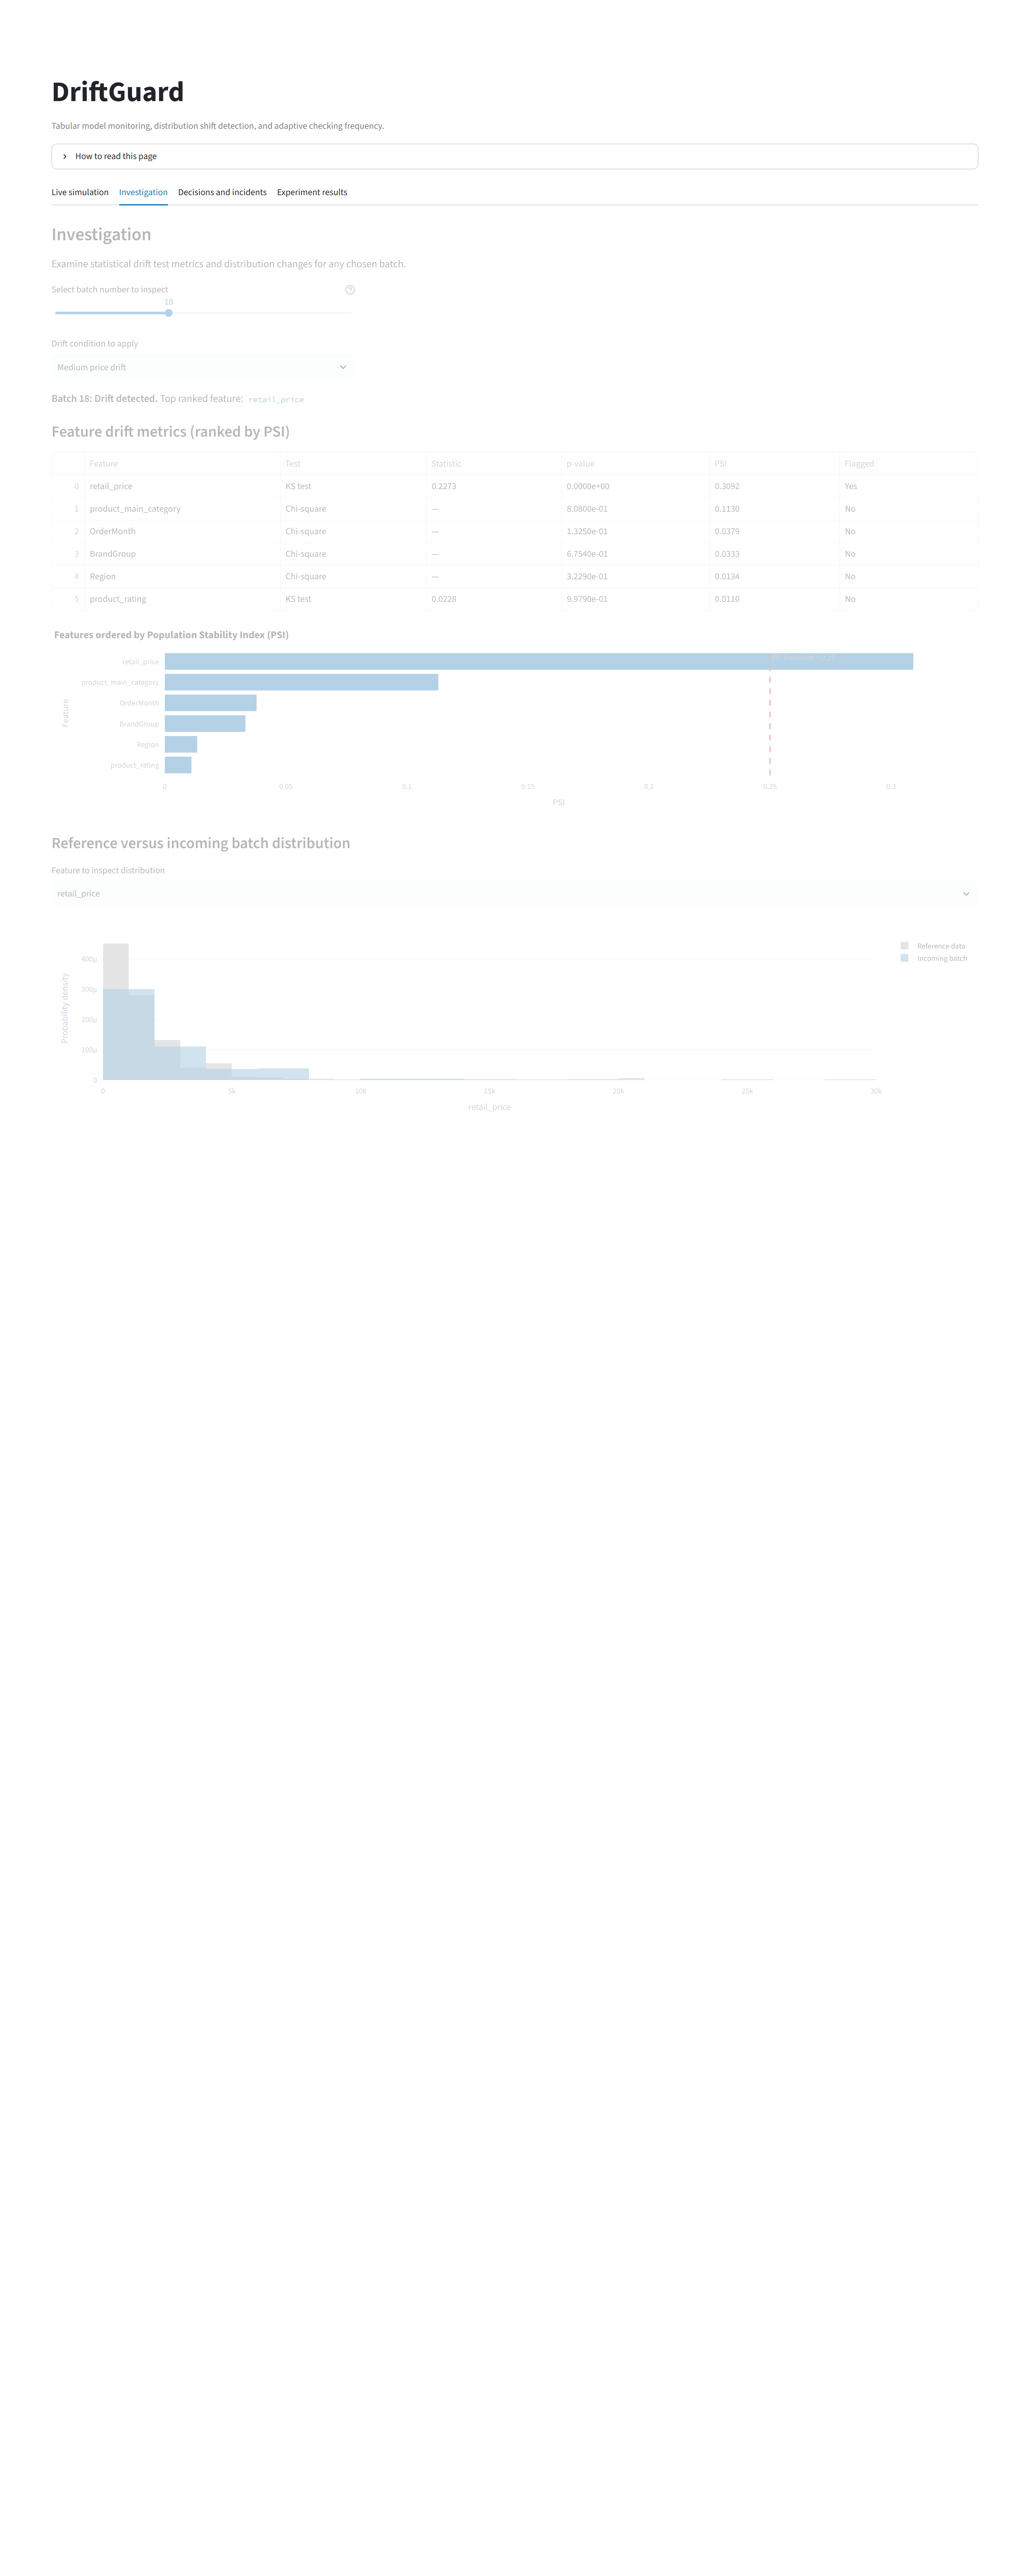 DriftGuard
Tabular model monitoring, distribution shift detection, and adaptive checking frequency.
How to read this page
Live simulation Investigation Decisions and incidents Experiment results
Investigation
Examine statistical drift test metrics and distribution changes for any chosen batch.
Select batch number to inspect
18
Drift condition to apply
Medium price drift
Batch 18: Drift detected. Top ranked feature: retail_price
Feature drift metrics (ranked by PSI)
Feature Test Statistic p-value PSI Flagged
0 retail_price KS test 0.2273 0.0000e+00 0.3092 Yes
1 product_main_category Chi-square — 8.0800e-01 0.1130 No
2 OrderMonth Chi-square — 1.3250e-01 0.0379 No
3 BrandGroup Chi-square — 6.7540e-01 0.0333 No
4 Region Chi-square — 3.2290e-01 0.0134 No
5 product_rating KS test 0.0228 9.9790e-01 0.0110 No
Features ordered by Population Stability Index (PSI)
retail_price
product_main_category
OrderMonth
BrandGroup
Region
product_rating
Feature
0 0.05 0.1 0.15 0.2 0.25 0.3
PSI
Reference versus incoming batch distribution
Feature to inspect distribution
retail_price
Reference data
Incoming batch
400µ
300µ
200µ
100µ
0
Probability density
0 5k 10k 15k 20k 25k 30k
retail_price